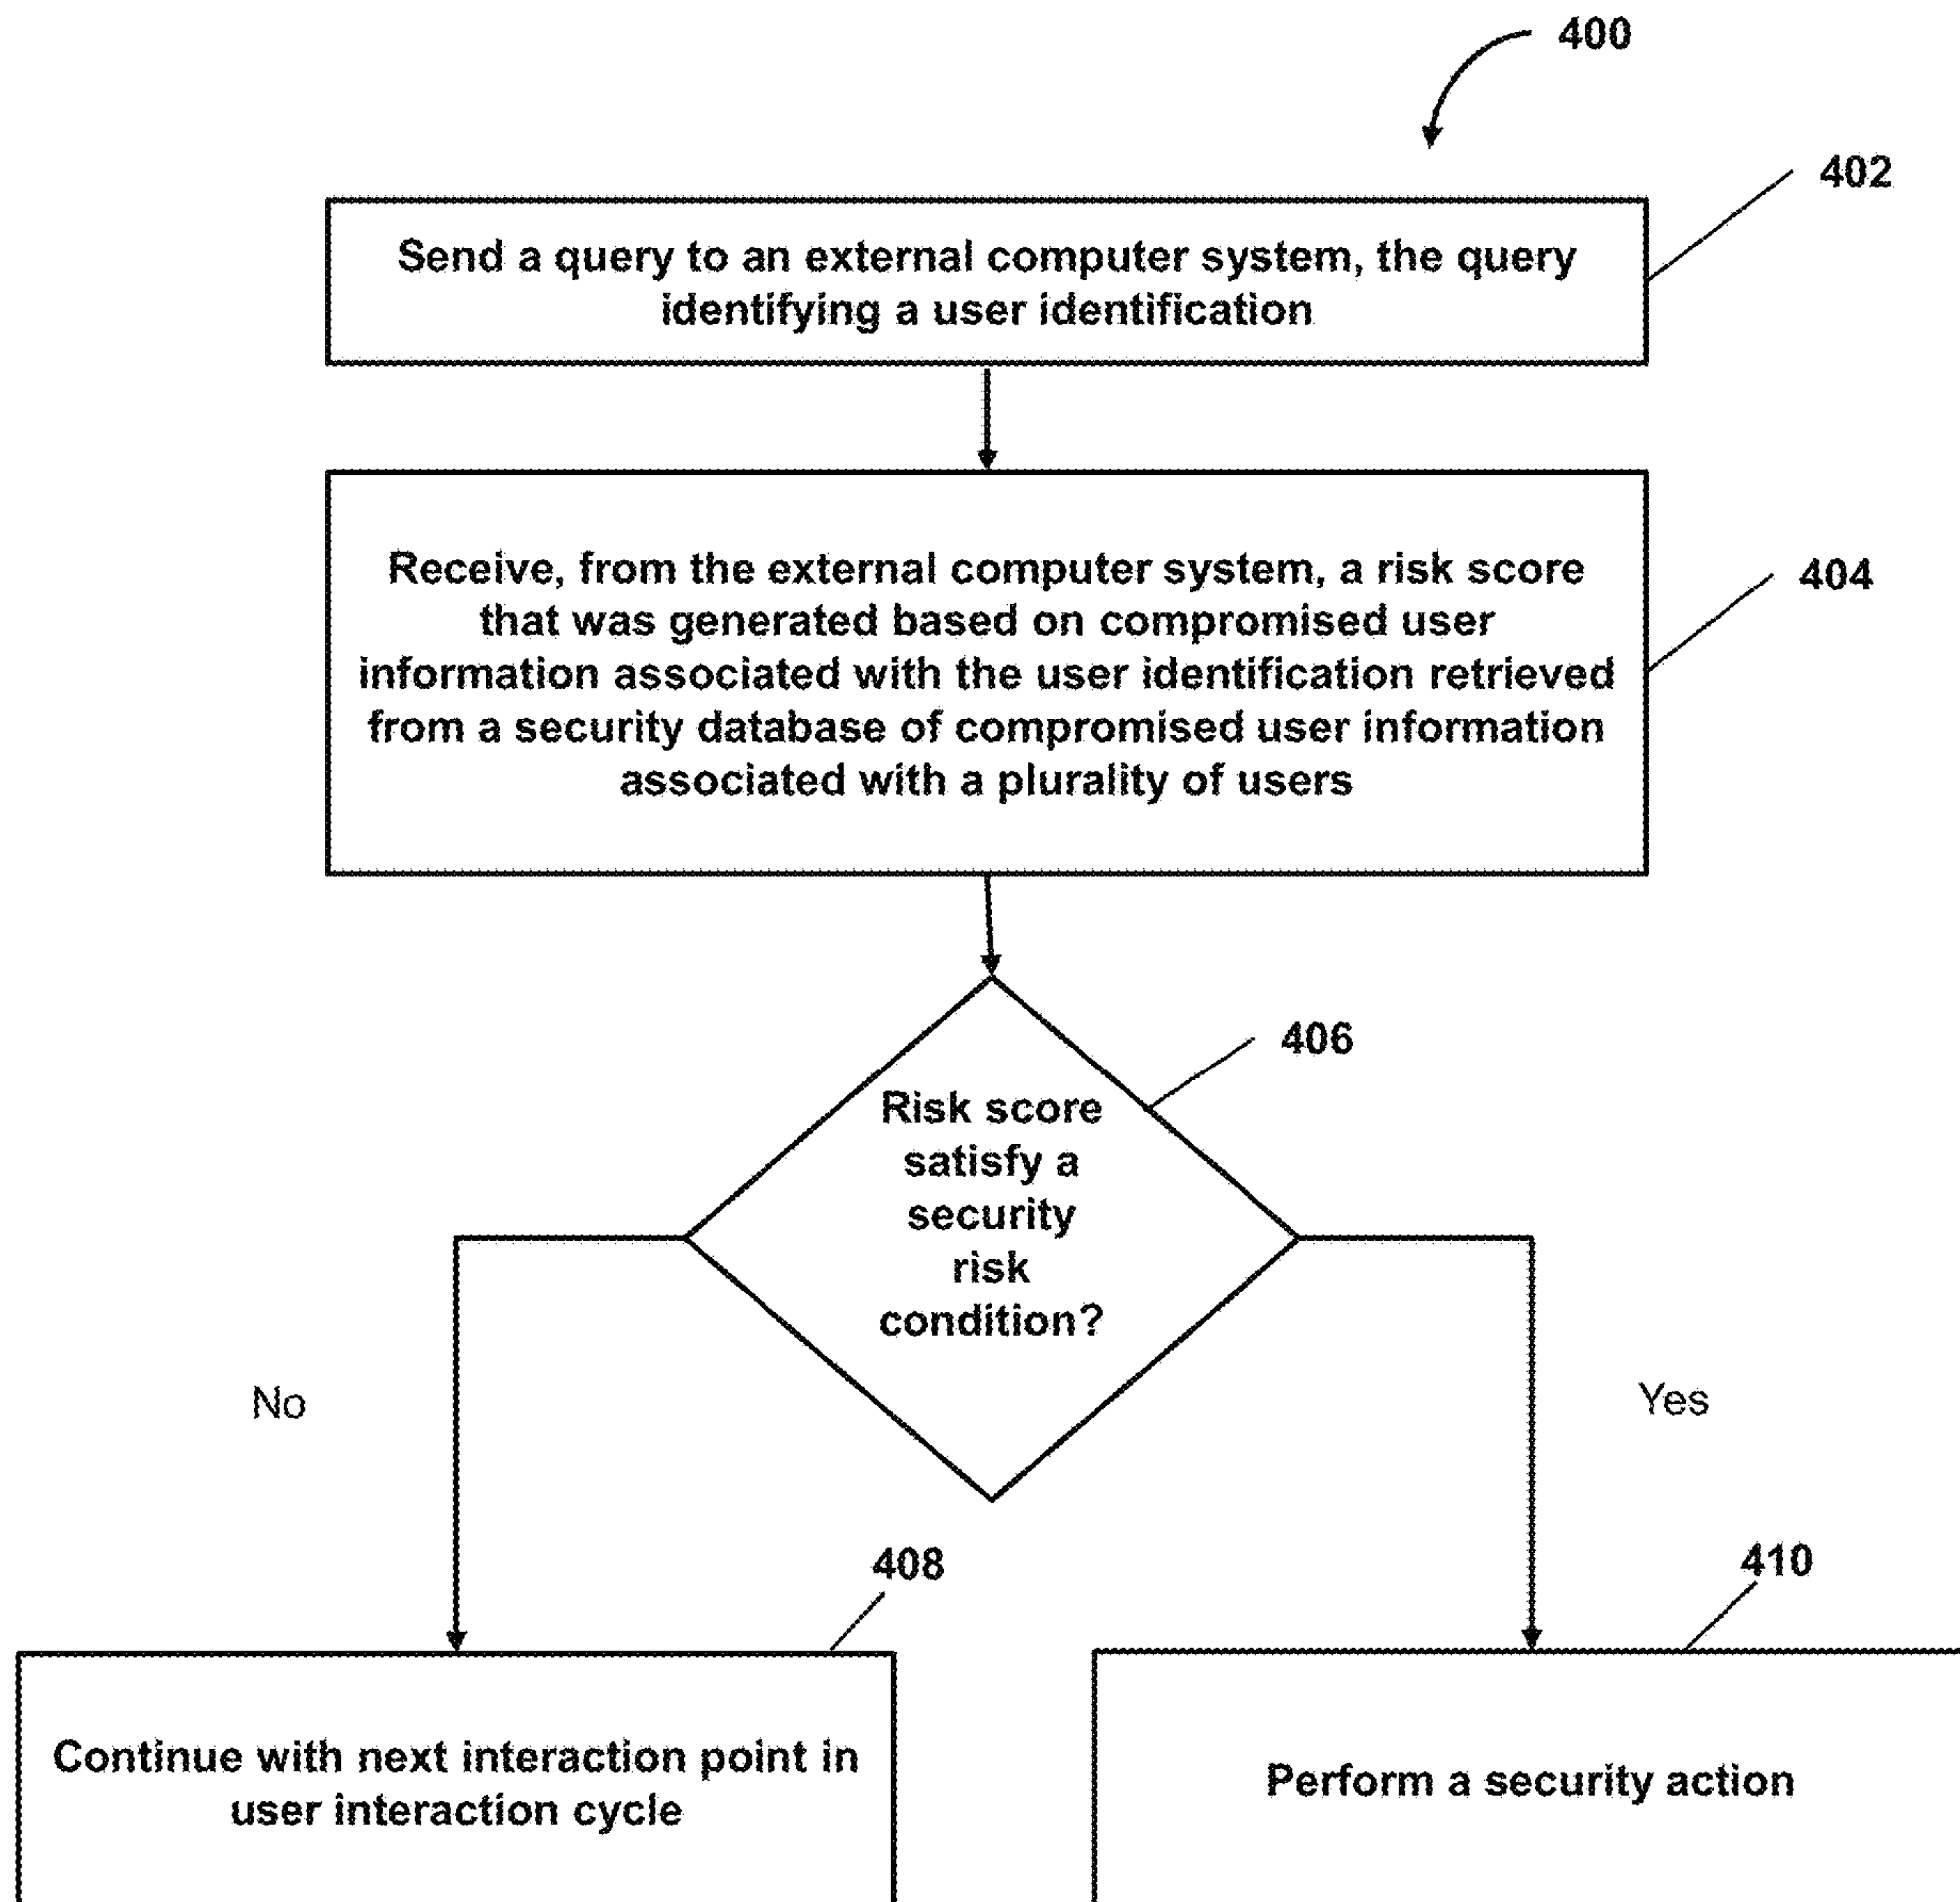 400
402
Send a query to an external computer system, the query
identifying a user identification
404
Receive, from the external computer system, a risk score
that was generated based on compromised user
information associated with the user identification retrieved
from a security database of compromised user information
associated with a plurality of users
406
Risk score
satisfy a
security
risk
condition?
No
Yes
408
410
Continue with next interaction point in
user interaction cycle
Perform a security action